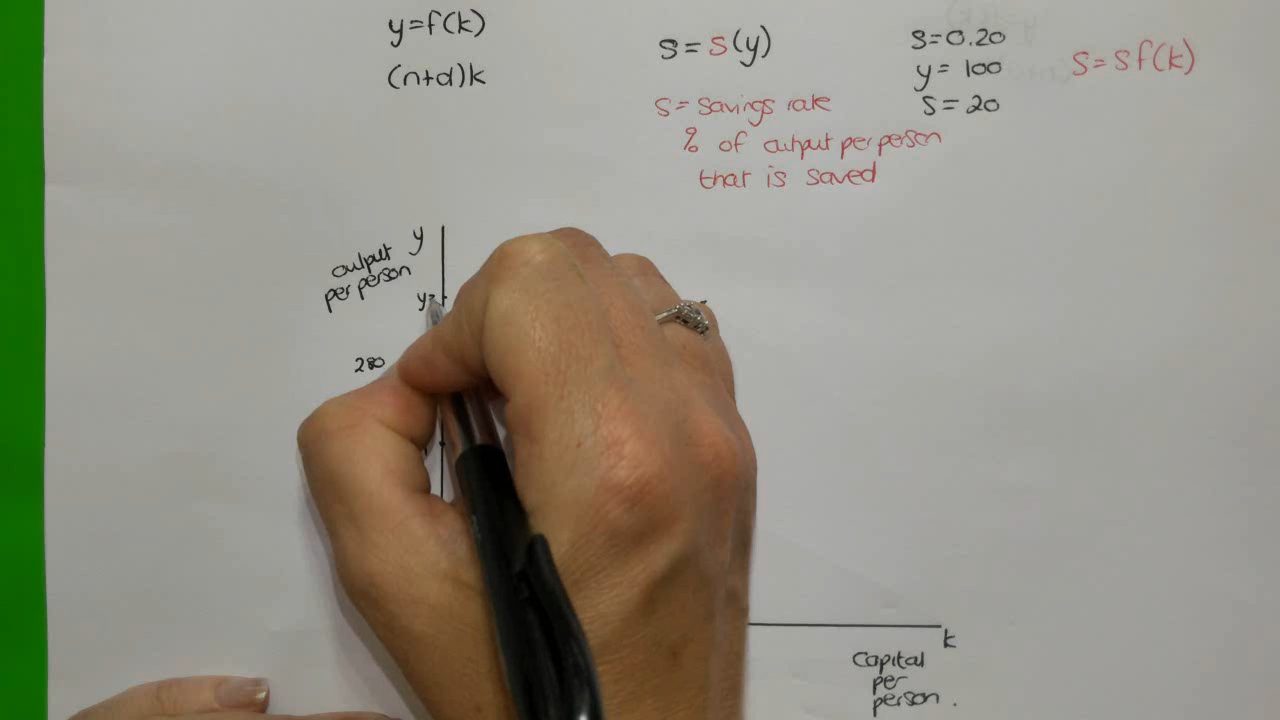 y=f(k)
(n+d)k
s = s(y)
s = savings rate
% of output per person
that is saved
s=0.20
y= 100
s = 20
s=sf(k)
y
output
per person
y=
280
k
Capital
per
person.